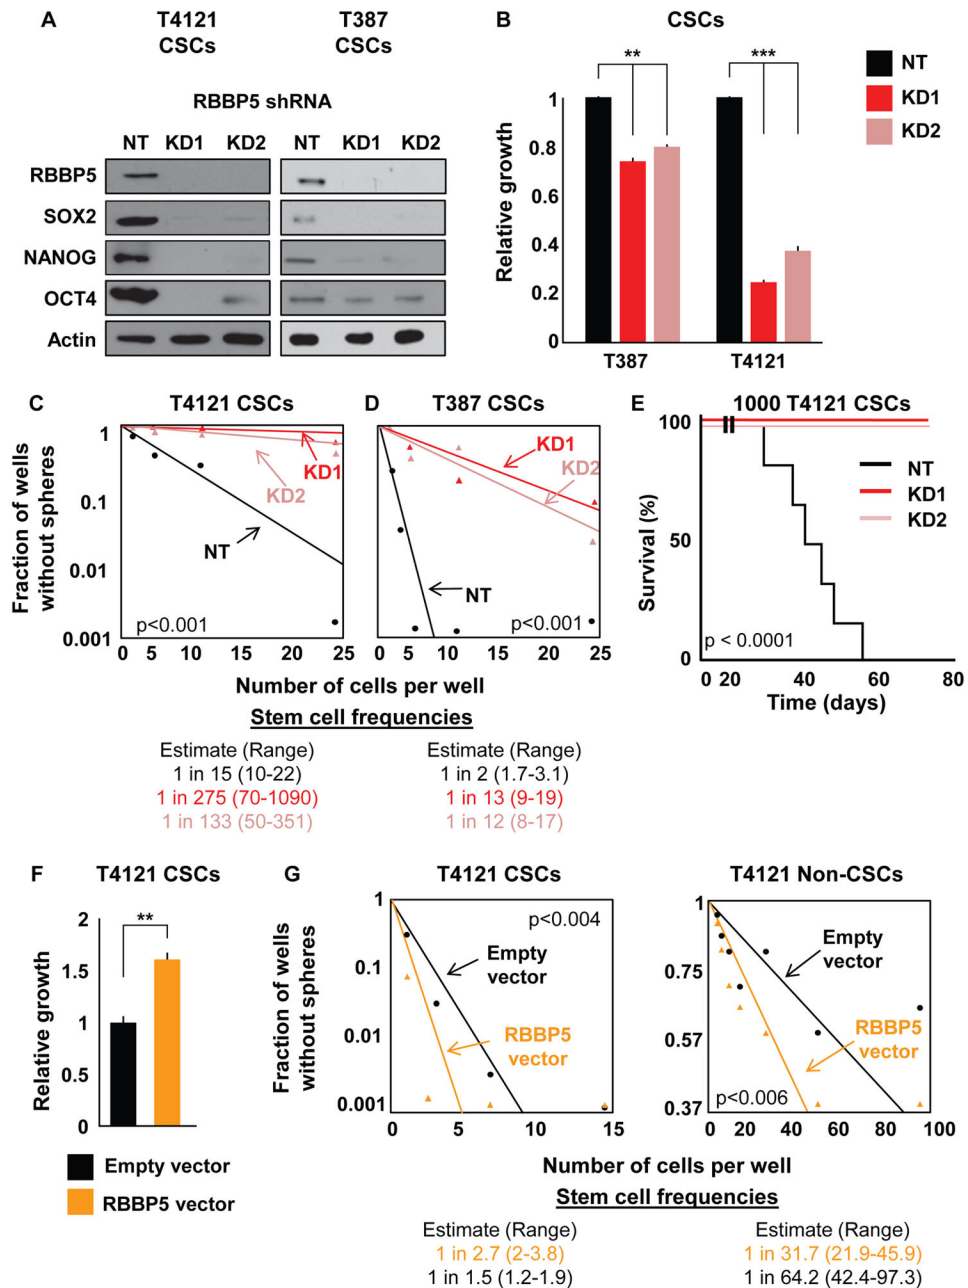 A
T4121
CSCs
T387
CSCs
RBBP5 shRNA
NT KD1 KD2 NT KD1 KD2
RBBP5
SOX2
NANOG
OCT4
Actin
B
CSCs
NT
KD1
KD2
**
***
Relative growth
1
0.8
0.6
0.4
0.2
0
T387 T4121
C
T4121 CSCs
Fraction of wells
without spheres
1
0.1
0.01
0.001
KD1
KD2
NT
p<0.001
0 5 10 15 20 25
D
T387 CSCs
KD1
KD2
NT
p<0.001
0 5 10 15 20 25
Number of cells per well
Stem cell frequencies
Estimate (Range)
1 in 15 (10-22)
1 in 275 (70-1090)
1 in 133 (50-351)
Estimate (Range)
1 in 2 (1.7-3.1)
1 in 13 (9-19)
1 in 12 (8-17)
E
1000 T4121 CSCs
Survival (%)
100
50
0
NT
KD1
KD2
p < 0.0001
0 20 40 60 80
Time (days)
F
T4121 CSCs
Relative growth
2
1.5
1
0.5
0
**
Empty vector
RBBP5 vector
G
T4121 CSCs
Fraction of wells
without spheres
1
0.1
0.01
0.001
p<0.004
Empty
vector
RBBP5
vector
0 5 10 15
T4121 Non-CSCs
1
0.75
0.57
0.37
Empty
vector
RBBP5
vector
p<0.006
0 20 40 60 80 100
Number of cells per well
Stem cell frequencies
Estimate (Range)
1 in 2.7 (2-3.8)
1 in 1.5 (1.2-1.9)
Estimate (Range)
1 in 31.7 (21.9-45.9)
1 in 64.2 (42.4-97.3)